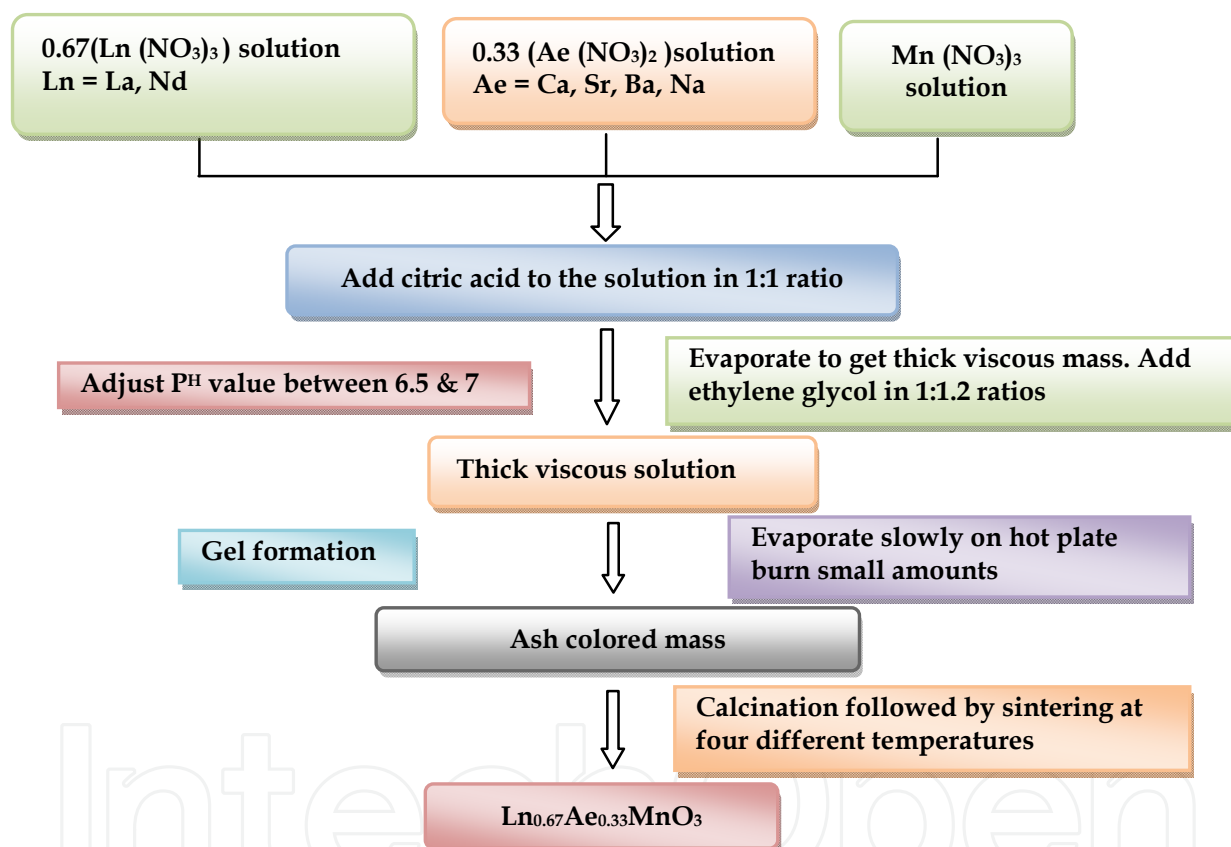 0.67(Ln (NO₃)₃ ) solution
Ln = La, Nd
0.33 (Ae (NO₃)₂ )solution
Ae = Ca, Sr, Ba, Na
Mn (NO₃)₃
solution
Add citric acid to the solution in 1:1 ratio
Adjust Pᴴ value between 6.5 & 7
Evaporate to get thick viscous mass. Add
ethylene glycol in 1:1.2 ratios
Thick viscous solution
Gel formation
Evaporate slowly on hot plate
burn small amounts
Ash colored mass
Calcination followed by sintering at
four different temperatures
Ln₀.₆₇Ae₀.₃₃MnO₃
IntechOpen